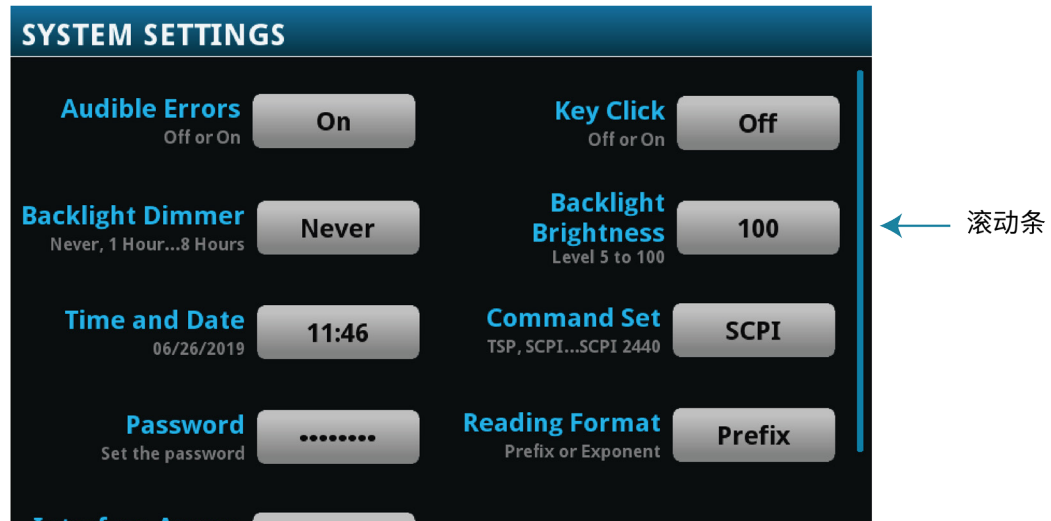 SYSTEM SETTINGS
Audible Errors
Off or On
On
Key Click
Off or On
Off
Backlight Dimmer
Never, 1 Hour...8 Hours
Never
Backlight
Brightness
Level 5 to 100
100
滚动条
Time and Date
06/26/2019
11:46
Command Set
TSP, SCPI...SCPI 2440
SCPI
Password
Set the password
••••••••
Reading Format
Prefix or Exponent
Prefix